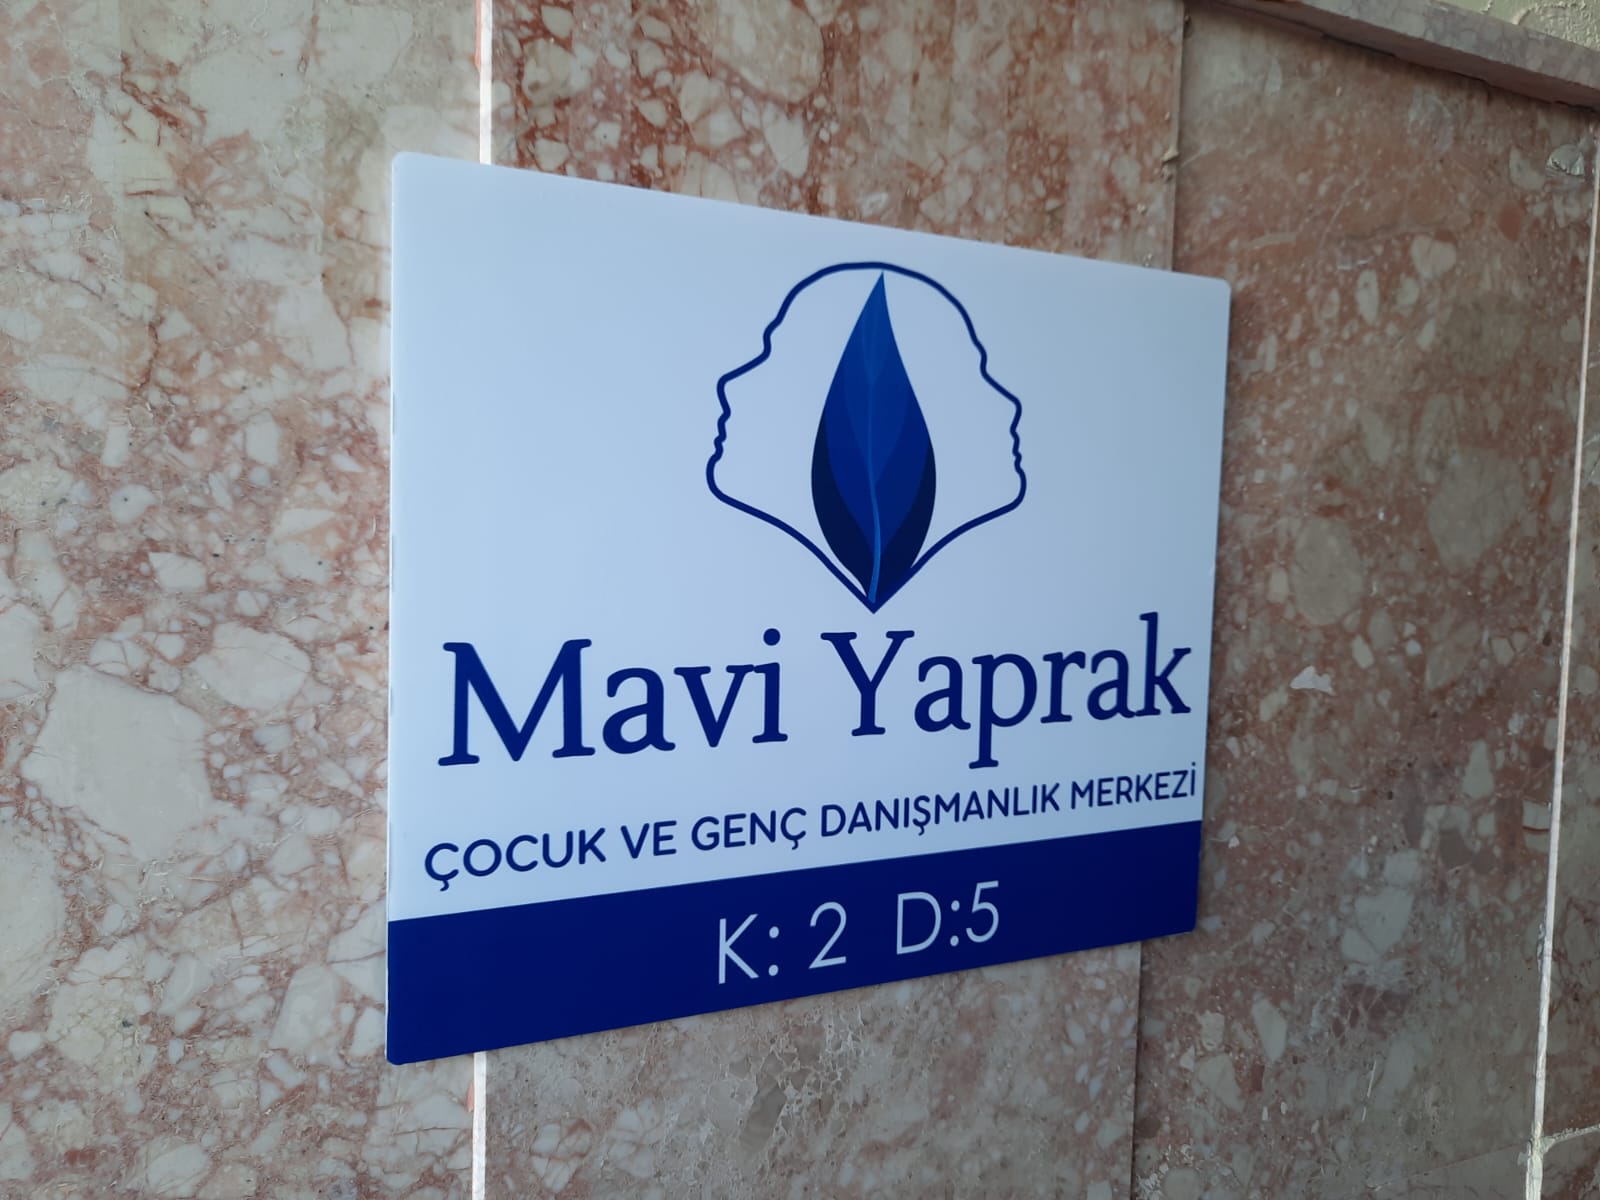 Mavi Yaprak
ÇOCUK VE GENÇ DANIŞMANLIK MERKEZİ
K: 2 D:5